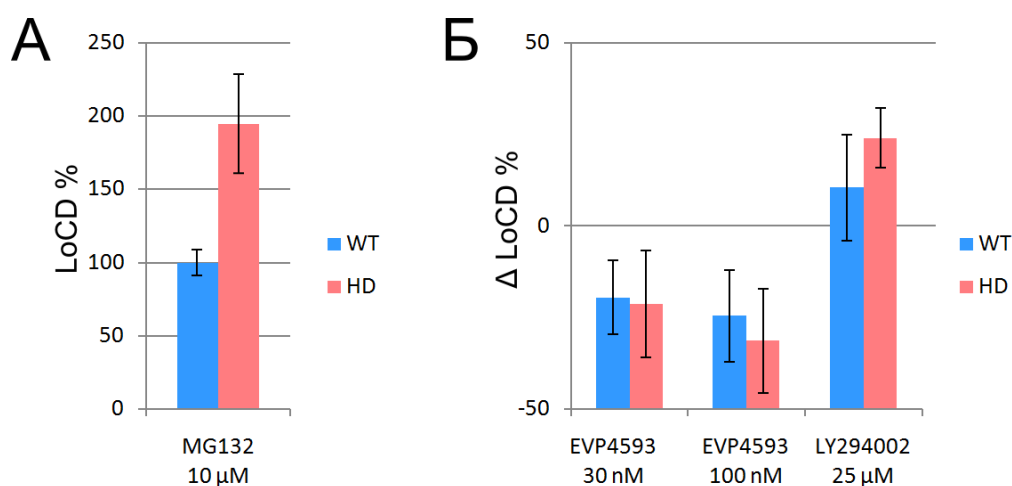 А
250
200
150
100
50
0
LoCD %
MG132
10 µM
WT
HD
Б
50
0
-50
Δ LoCD %
EVP4593
30 nM
EVP4593
100 nM
LY294002
25 µM
WT
HD